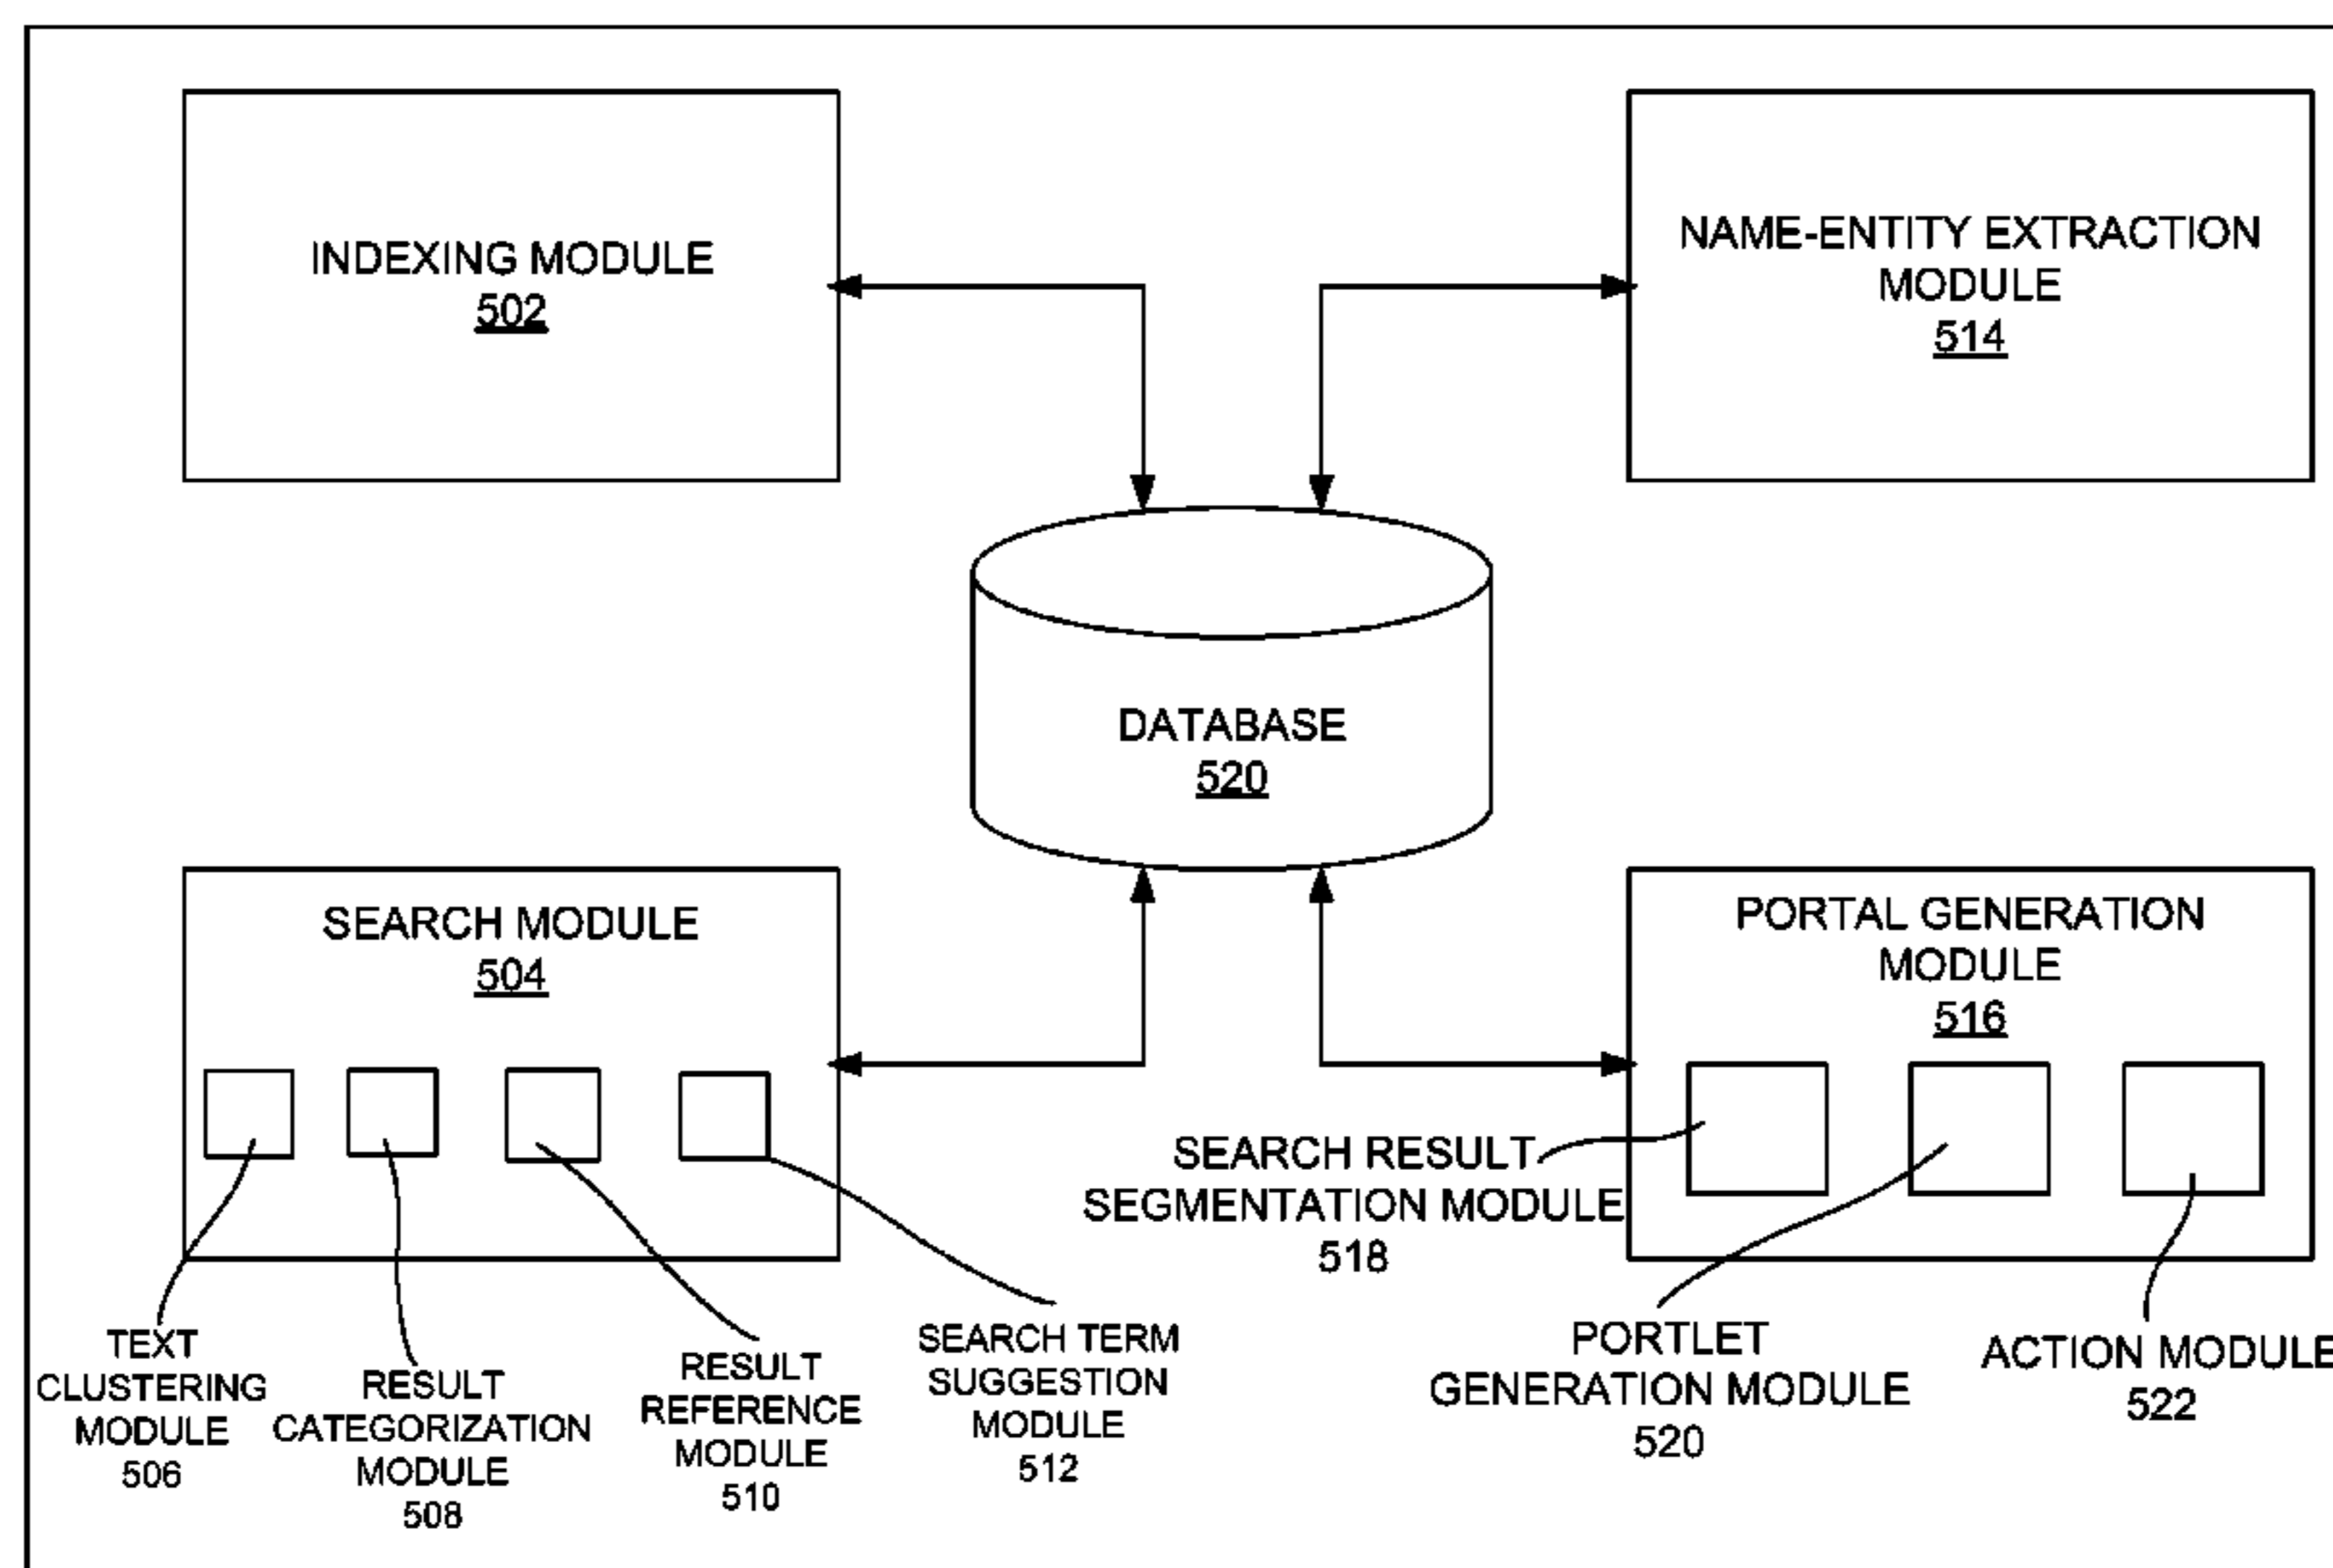 INDEXING MODULE
502
NAME-ENTITY EXTRACTION
MODULE
514
DATABASE
520
SEARCH MODULE
504
PORTAL GENERATION
MODULE
516
SEARCH RESULT
SEGMENTATION MODULE
518
TEXT
CLUSTERING
MODULE
506
RESULT
CATEGORIZATION
MODULE
508
RESULT
REFERENCE
MODULE
510
SEARCH TERM
SUGGESTION
MODULE
512
PORTLET
GENERATION MODULE
520
ACTION MODULE
522